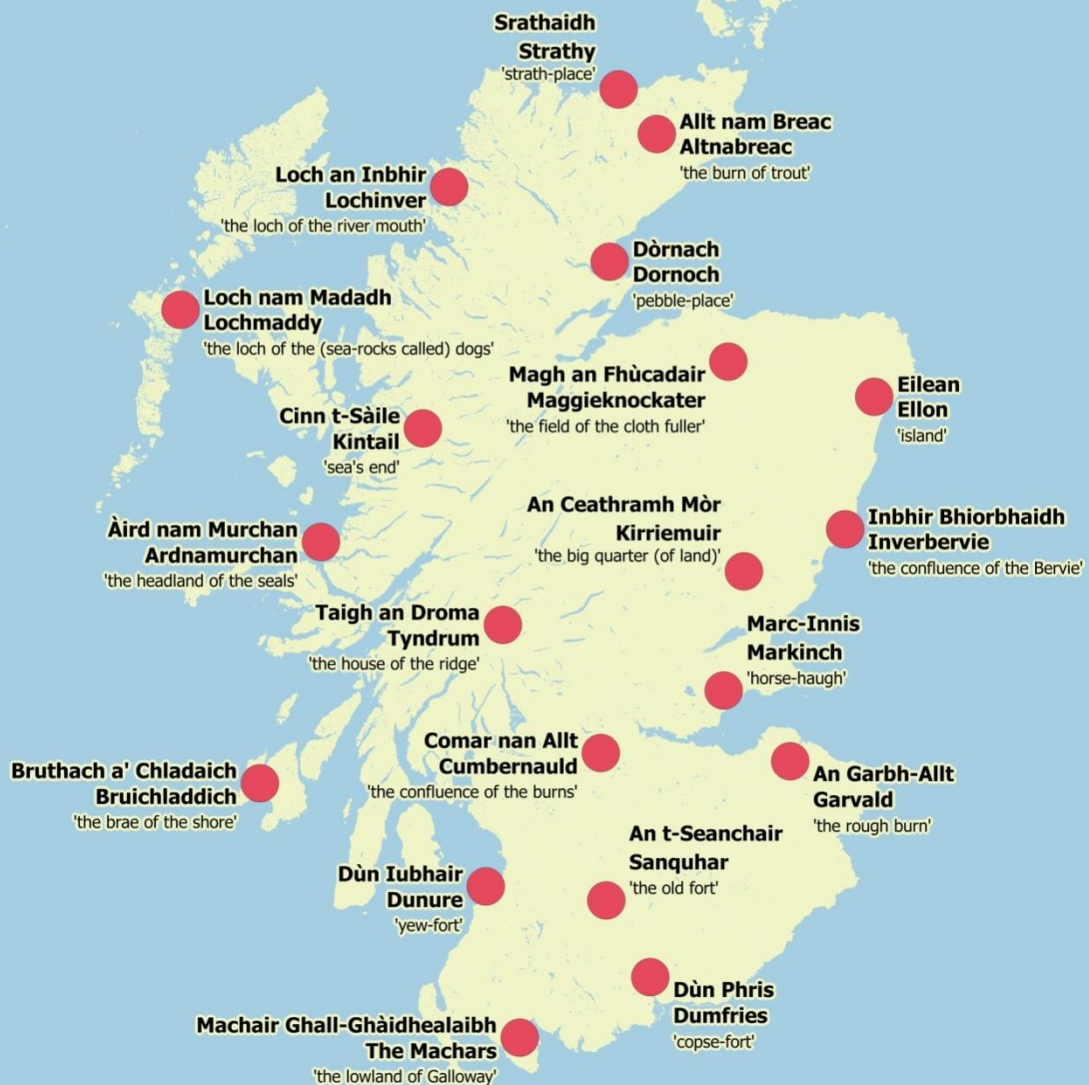 Srathaidh
Strathy
'strath-place'
Allt nam Breac
Altnabreac
'the burn of trout'
Loch an Inbhir
Lochinver
'the loch of the river mouth'
Dòrnach
Dornoch
'pebble-place'
Loch nam Madadh
Lochmaddy
'the loch of the (sea-rocks called) dogs'
Magh an Fhùcadair
Maggieknockater
'the field of the cloth fuller'
Eilean
Ellon
'island'
Cinn t-Sàile
Kintail
'sea's end'
An Ceathramh Mòr
Kirriemuir
'the big quarter (of land)'
Inbhir Bhiorbhaidh
Inverbervie
'the confluence of the Bervie'
Àird nam Murchan
Ardnamurchan
'the headland of the seals'
Taigh an Droma
Tyndrum
'the house of the ridge'
Marc-Innis
Markinch
'horse-haugh'
Comar nan Allt
Cumbernauld
'the confluence of the burns'
Bruthach a' Chladaich
Bruichladdich
'the brae of the shore'
An Garbh-Allt
Garvald
'the rough burn'
An t-Seanchair
Sanquhar
'the old fort'
Dùn Iubhair
Dunure
'yew-fort'
Dùn Phris
Dumfries
'copse-fort'
Machair Ghall-Ghàidhealaibh
The Machars
'the lowland of Galloway'